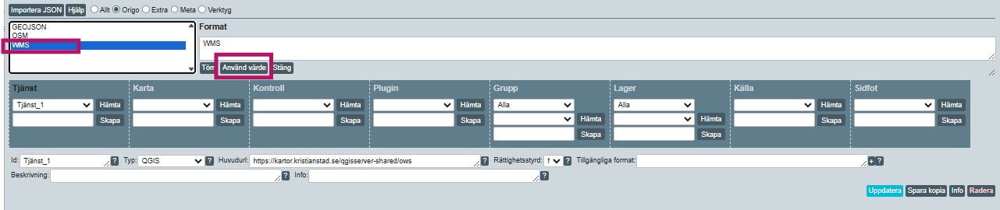 Importera JSON Hjälp Allt Origo Extra Meta Verktyg
GEOJSON
OSM
WMS
Format
WMS
Töm Använd värde Stäng
Tjänst Karta Kontroll Plugin Grupp Lager Källa Sidfot
Tjänst_1 Hämta Hämta Hämta Hämta Alla Alla Hämta Hämta
Skapa Skapa Skapa Skapa Hämta Hämta Skapa Skapa
Skapa Skapa
Id: Tjänst_1 ? Typ: QGIS ? Huvudurl: https://kartor.kristianstad.se/qgisserver-shared/ows ? Rättighetsstyrd: f ? Tillgängliga format: + ?
Beskrivning: ? Info: ?
Uppdatera Spara kopia Info Radera